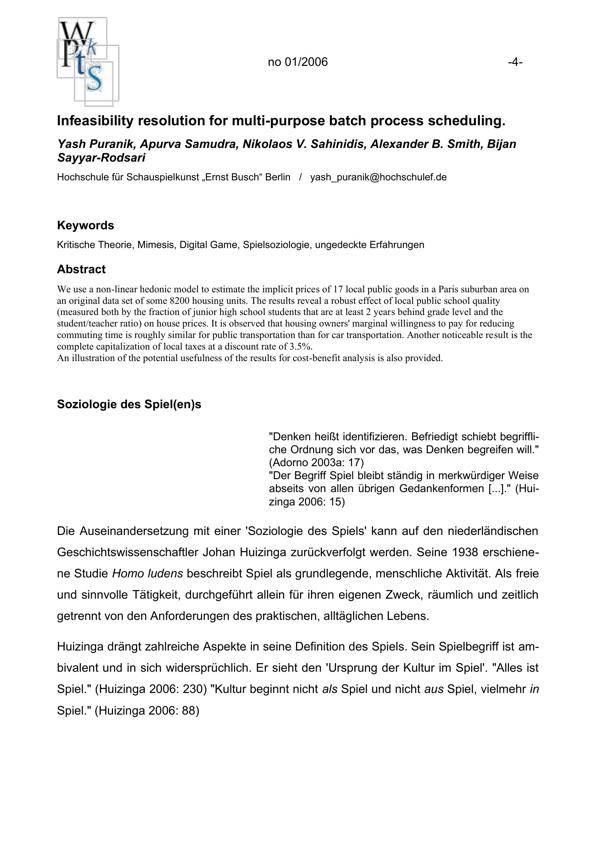 W
Pkt
tS
no 01/2006 -4-
Infeasibility resolution for multi-purpose batch process scheduling.
Yash Puranik, Apurva Samudra, Nikolaos V. Sahinidis, Alexander B. Smith, Bijan
Sayyar-Rodsari
Hochschule für Schauspielkunst „Ernst Busch“ Berlin / yash_puranik@hochschulef.de
Keywords
Kritische Theorie, Mimesis, Digital Game, Spielsoziologie, ungedeckte Erfahrungen
Abstract
We use a non-linear hedonic model to estimate the implicit prices of 17 local public goods in a Paris suburban area on
an original data set of some 8200 housing units. The results reveal a robust effect of local public school quality
(measured both by the fraction of junior high school students that are at least 2 years behind grade level and the
student/teacher ratio) on house prices. It is observed that housing owners' marginal willingness to pay for reducing
commuting time is roughly similar for public transportation than for car transportation. Another noticeable result is the
complete capitalization of local taxes at a discount rate of 3.5%.
An illustration of the potential usefulness of the results for cost-benefit analysis is also provided.
Soziologie des Spiel(en)s
"Denken heißt identifizieren. Befriedigt schiebt begriffli-
che Ordnung sich vor das, was Denken begreifen will."
(Adorno 2003a: 17)
"Der Begriff Spiel bleibt ständig in merkwürdiger Weise
abseits von allen übrigen Gedankenformen [...]." (Hui-
zinga 2006: 15)
Die Auseinandersetzung mit einer 'Soziologie des Spiels' kann auf den niederländischen
Geschichtswissenschaftler Johan Huizinga zurückverfolgt werden. Seine 1938 erschiene-
ne Studie Homo ludens beschreibt Spiel als grundlegende, menschliche Aktivität. Als freie
und sinnvolle Tätigkeit, durchgeführt allein für ihren eigenen Zweck, räumlich und zeitlich
getrennt von den Anforderungen des praktischen, alltäglichen Lebens.
Huizinga drängt zahlreiche Aspekte in seine Definition des Spiels. Sein Spielbegriff ist am-
bivalent und in sich widersprüchlich. Er sieht den 'Ursprung der Kultur im Spiel'. "Alles ist
Spiel." (Huizinga 2006: 230) "Kultur beginnt nicht als Spiel und nicht aus Spiel, vielmehr in
Spiel." (Huizinga 2006: 88)